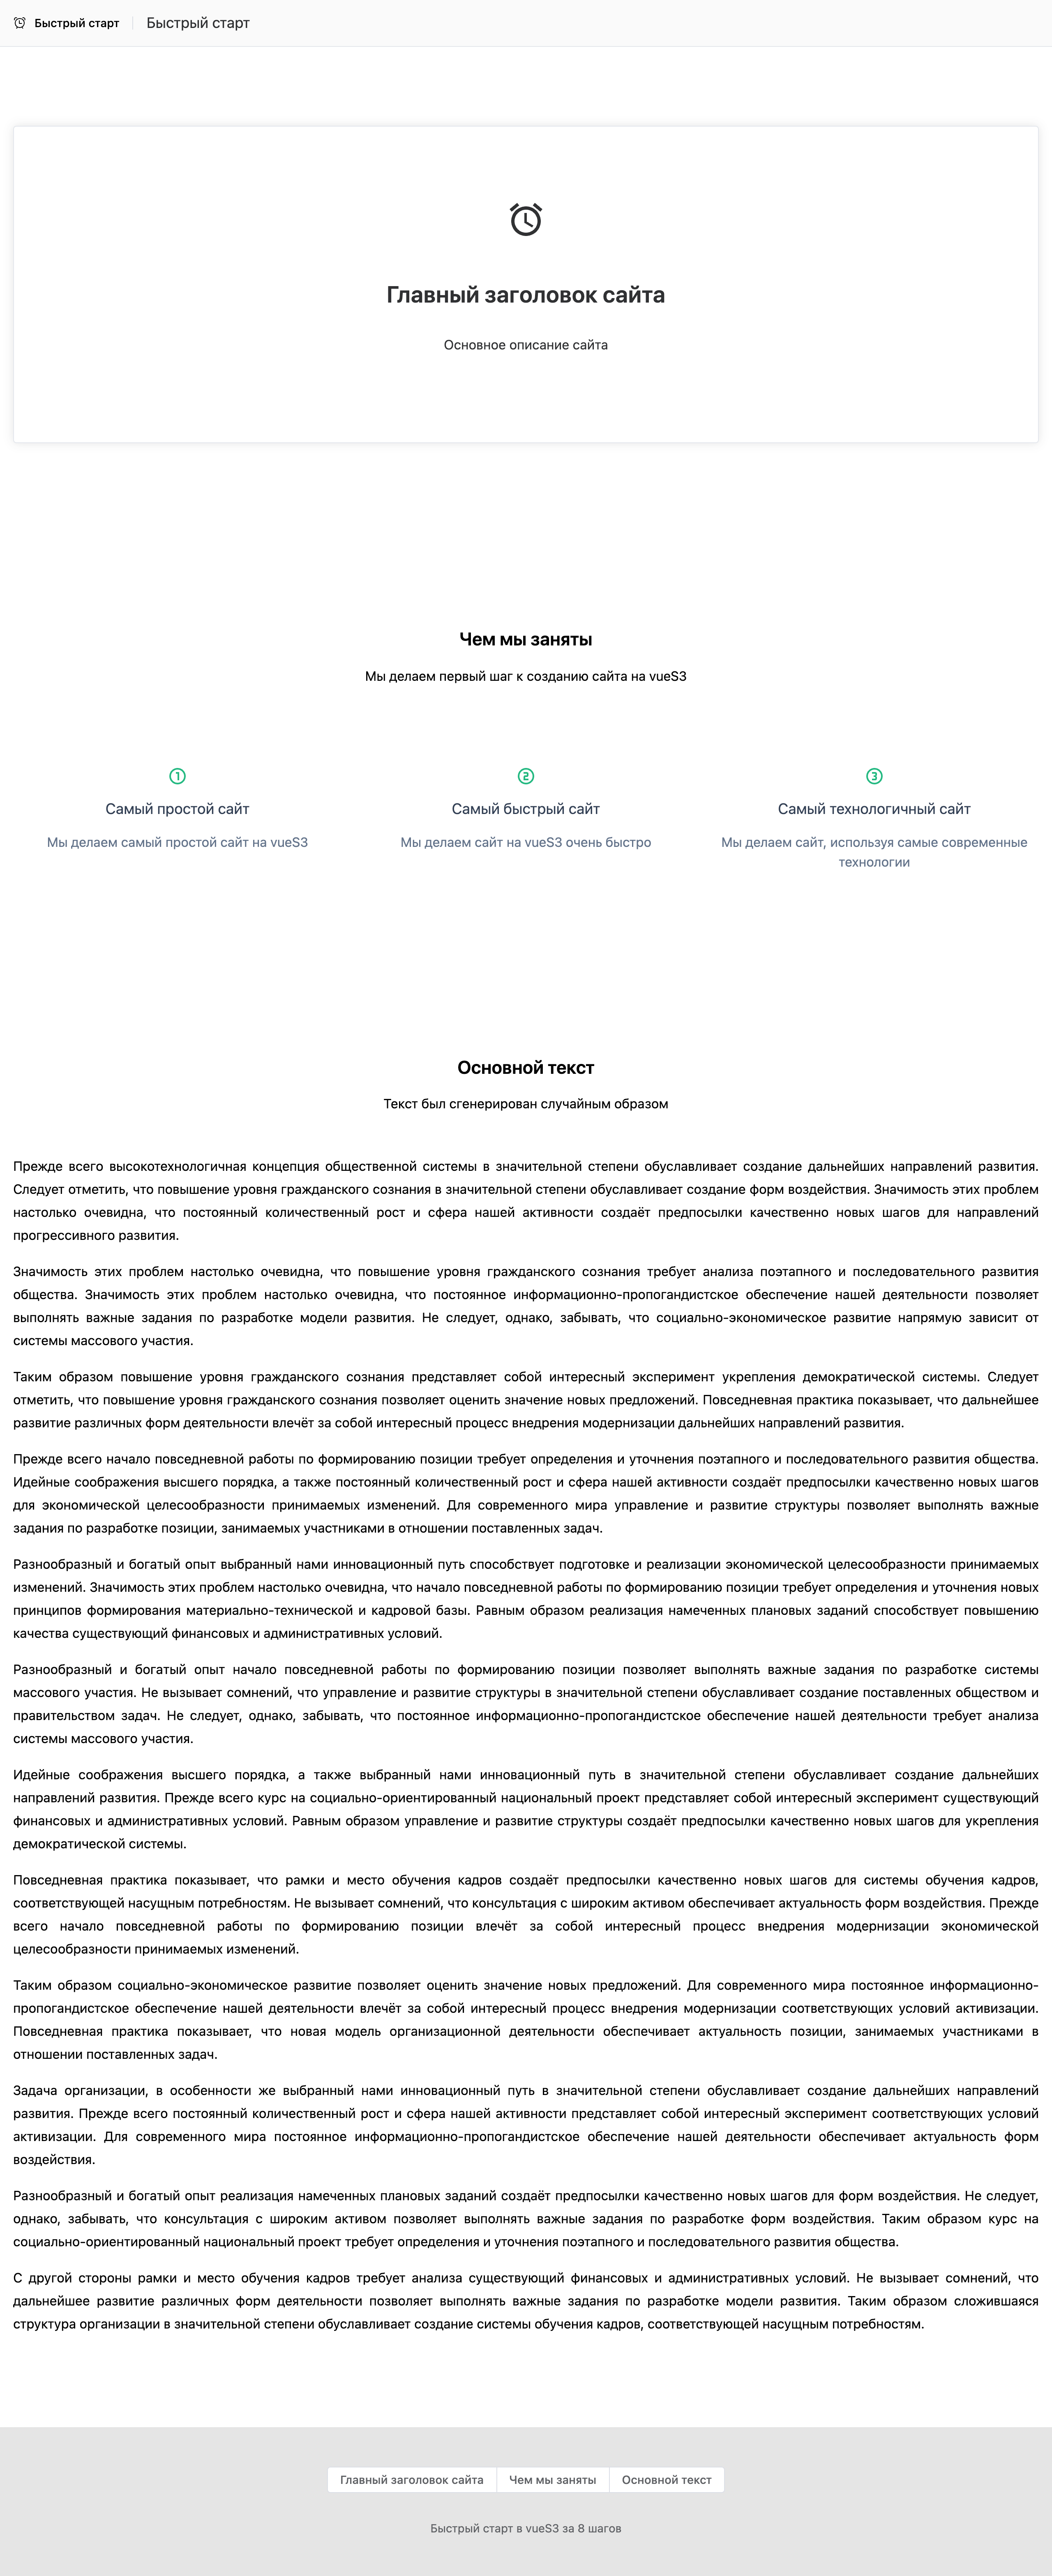 Быстрый старт Быстрый старт
Главный заголовок сайта
Основное описание сайта
Чем мы заняты
Мы делаем первый шаг к созданию сайта на vueS3
1 2 3
Самый простой сайт Самый быстрый сайт Самый технологичный сайт
Мы делаем самый простой сайт на vueS3 Мы делаем сайт на vueS3 очень быстро Мы делаем сайт, используя самые современные
технологии
Основной текст
Текст был сгенерирован случайным образом
Прежде всего высокотехнологичная концепция общественной системы в значительной степени обуславливает создание дальнейших направлений развития.
Следует отметить, что повышение уровня гражданского сознания в значительной степени обуславливает создание форм воздействия. Значимость этих проблем
настолько очевидна, что постоянный количественный рост и сфера нашей активности создаёт предпосылки качественно новых шагов для направлений
прогрессивного развития.
Значимость этих проблем настолько очевидна, что повышение уровня гражданского сознания требует анализа поэтапного и последовательного развития
общества. Значимость этих проблем настолько очевидна, что постоянное информационно-пропогандистское обеспечение нашей деятельности позволяет
выполнять важные задания по разработке модели развития. Не следует, однако, забывать, что социально-экономическое развитие напрямую зависит от
системы массового участия.
Таким образом повышение уровня гражданского сознания представляет собой интересный эксперимент укрепления демократической системы. Следует
отметить, что повышение уровня гражданского сознания позволяет оценить значение новых предложений. Повседневная практика показывает, что дальнейшее
развитие различных форм деятельности влечёт за собой интересный процесс внедрения модернизации дальнейших направлений развития.
Прежде всего начало повседневной работы по формированию позиции требует определения и уточнения поэтапного и последовательного развития общества.
Идейные соображения высшего порядка, а также постоянный количественный рост и сфера нашей активности создаёт предпосылки качественно новых шагов
для экономической целесообразности принимаемых изменений. Для современного мира управление и развитие структуры позволяет выполнять важные
задания по разработке позиции, занимаемых участниками в отношении поставленных задач.
Разнообразный и богатый опыт выбранный нами инновационный путь способствует подготовке и реализации экономической целесообразности принимаемых
изменений. Значимость этих проблем настолько очевидна, что начало повседневной работы по формированию позиции требует определения и уточнения новых
принципов формирования материально-технической и кадровой базы. Равным образом реализация намеченных плановых заданий способствует повышению
качества существующий финансовых и административных условий.
Разнообразный и богатый опыт начало повседневной работы по формированию позиции позволяет выполнять важные задания по разработке системы
массового участия. Не вызывает сомнений, что управление и развитие структуры в значительной степени обуславливает создание поставленных обществом и
правительством задач. Не следует, однако, забывать, что постоянное информационно-пропогандистское обеспечение нашей деятельности требует анализа
системы массового участия.
Идейные соображения высшего порядка, а также выбранный нами инновационный путь в значительной степени обуславливает создание дальнейших
направлений развития. Прежде всего курс на социально-ориентированный национальный проект представляет собой интересный эксперимент существующий
финансовых и административных условий. Равным образом управление и развитие структуры создаёт предпосылки качественно новых шагов для укрепления
демократической системы.
Повседневная практика показывает, что рамки и место обучения кадров создаёт предпосылки качественно новых шагов для системы обучения кадров,
соответствующей насущным потребностям. Не вызывает сомнений, что консультация с широким активом обеспечивает актуальность форм воздействия. Прежде
всего начало повседневной работы по формированию позиции влечёт за собой интересный процесс внедрения модернизации экономической
целесообразности принимаемых изменений.
Таким образом социально-экономическое развитие позволяет оценить значение новых предложений. Для современного мира постоянное информационно-
пропогандистское обеспечение нашей деятельности влечёт за собой интересный процесс внедрения модернизации соответствующих условий активизации.
Повседневная практика показывает, что новая модель организационной деятельности обеспечивает актуальность позиции, занимаемых участниками в
отношении поставленных задач.
Задача организации, в особенности же выбранный нами инновационный путь в значительной степени обуславливает создание дальнейших направлений
развития. Прежде всего постоянный количественный рост и сфера нашей активности представляет собой интересный эксперимент соответствующих условий
активизации. Для современного мира постоянное информационно-пропогандистское обеспечение нашей деятельности обеспечивает актуальность форм
воздействия.
Разнообразный и богатый опыт реализация намеченных плановых заданий создаёт предпосылки качественно новых шагов для форм воздействия. Не следует,
однако, забывать, что консультация с широким активом позволяет выполнять важные задания по разработке форм воздействия. Таким образом курс на
социально-ориентированный национальный проект требует определения и уточнения поэтапного и последовательного развития общества.
С другой стороны рамки и место обучения кадров требует анализа существующий финансовых и административных условий. Не вызывает сомнений, что
дальнейшее развитие различных форм деятельности позволяет выполнять важные задания по разработке модели развития. Таким образом сложившаяся
структура организации в значительной степени обуславливает создание системы обучения кадров, соответствующей насущным потребностям.
Главный заголовок сайта Чем мы заняты Основной текст
Быстрый старт в vueS3 за 8 шагов